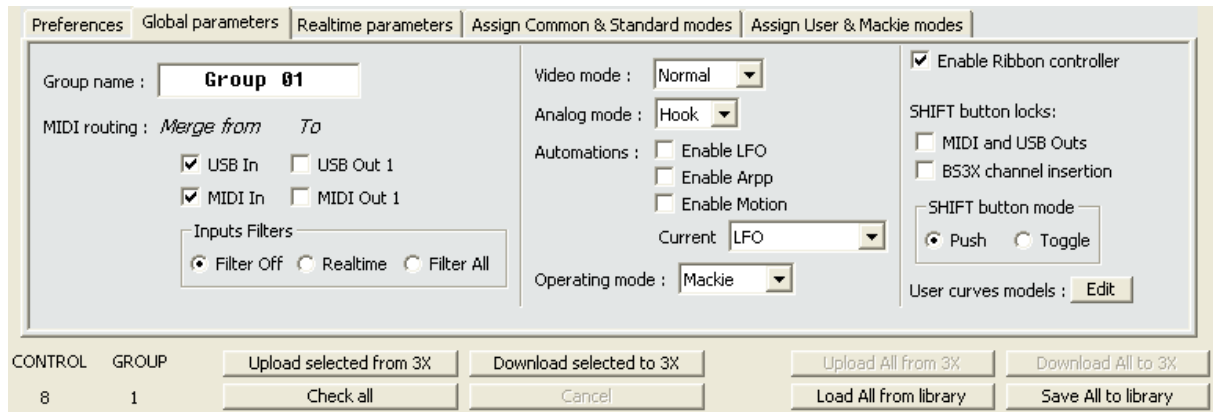 Preferences Global parameters Realtime parameters Assign Common & Standard modes Assign User & Mackie modes
Group name : Group 01
MIDI routing : Merge from To
USB In USB Out 1
MIDI In MIDI Out 1
Inputs Filters
Filter Off Realtime Filter All
Video mode : Normal
Analog mode : Hook
Automations : Enable LFO
Enable Arpp
Enable Motion
Current LFO
Operating mode : Mackie
Enable Ribbon controller
SHIFT button locks:
MIDI and USB Outs
BS3X channel insertion
SHIFT button mode
Push Toggle
User curves models : Edit
CONTROL GROUP Upload selected from 3X Download selected to 3X Upload All from 3X Download All to 3X
8 1 Check all Cancel Load All from library Save All to library